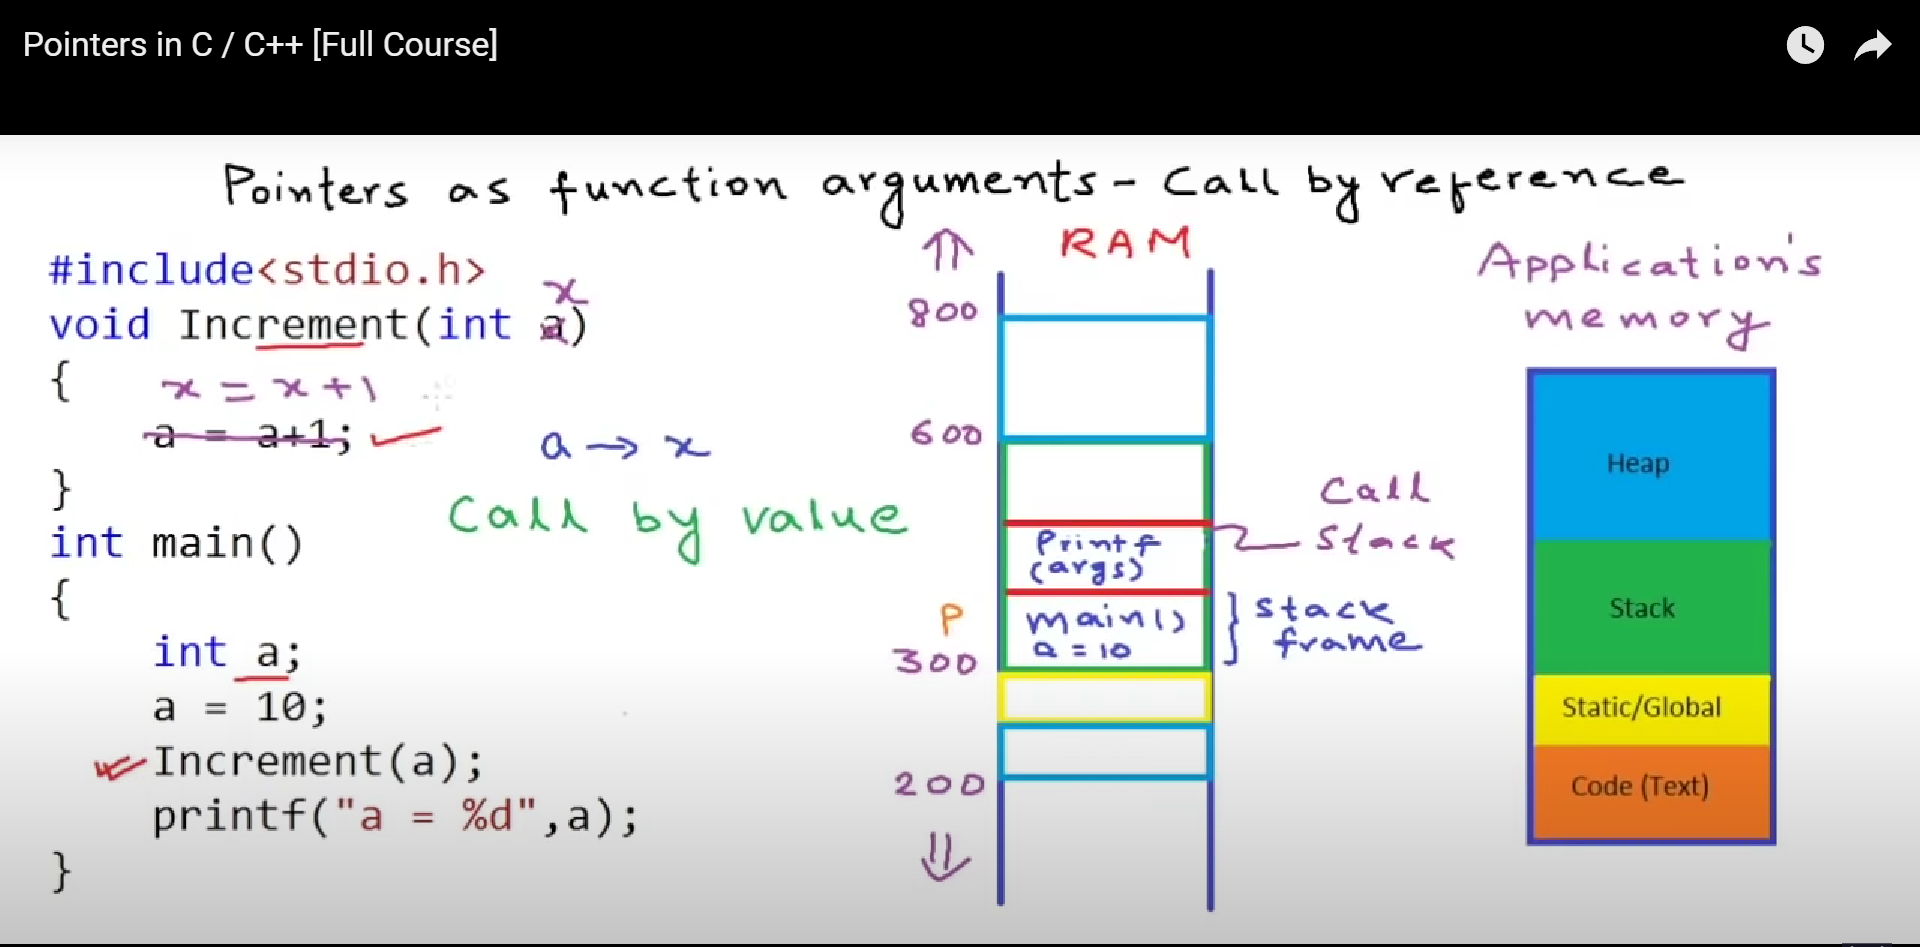 Pointers in C / C++ [Full Course]
Pointers as function arguments - Call by reference
#include<stdio.h>
x
void Increment(int a)
{
x = x + 1
a = a+1;
}
int main()
{
int a;
a = 10;
Increment(a);
printf("a = %d",a);
}
a → x
Call by value
RAM
800
600
P
300
200
Printf
(args)
main()
a = 10
Call
Stack
} Stack
frame
Application's
memory
Heap
Stack
Static/Global
Code (Text)